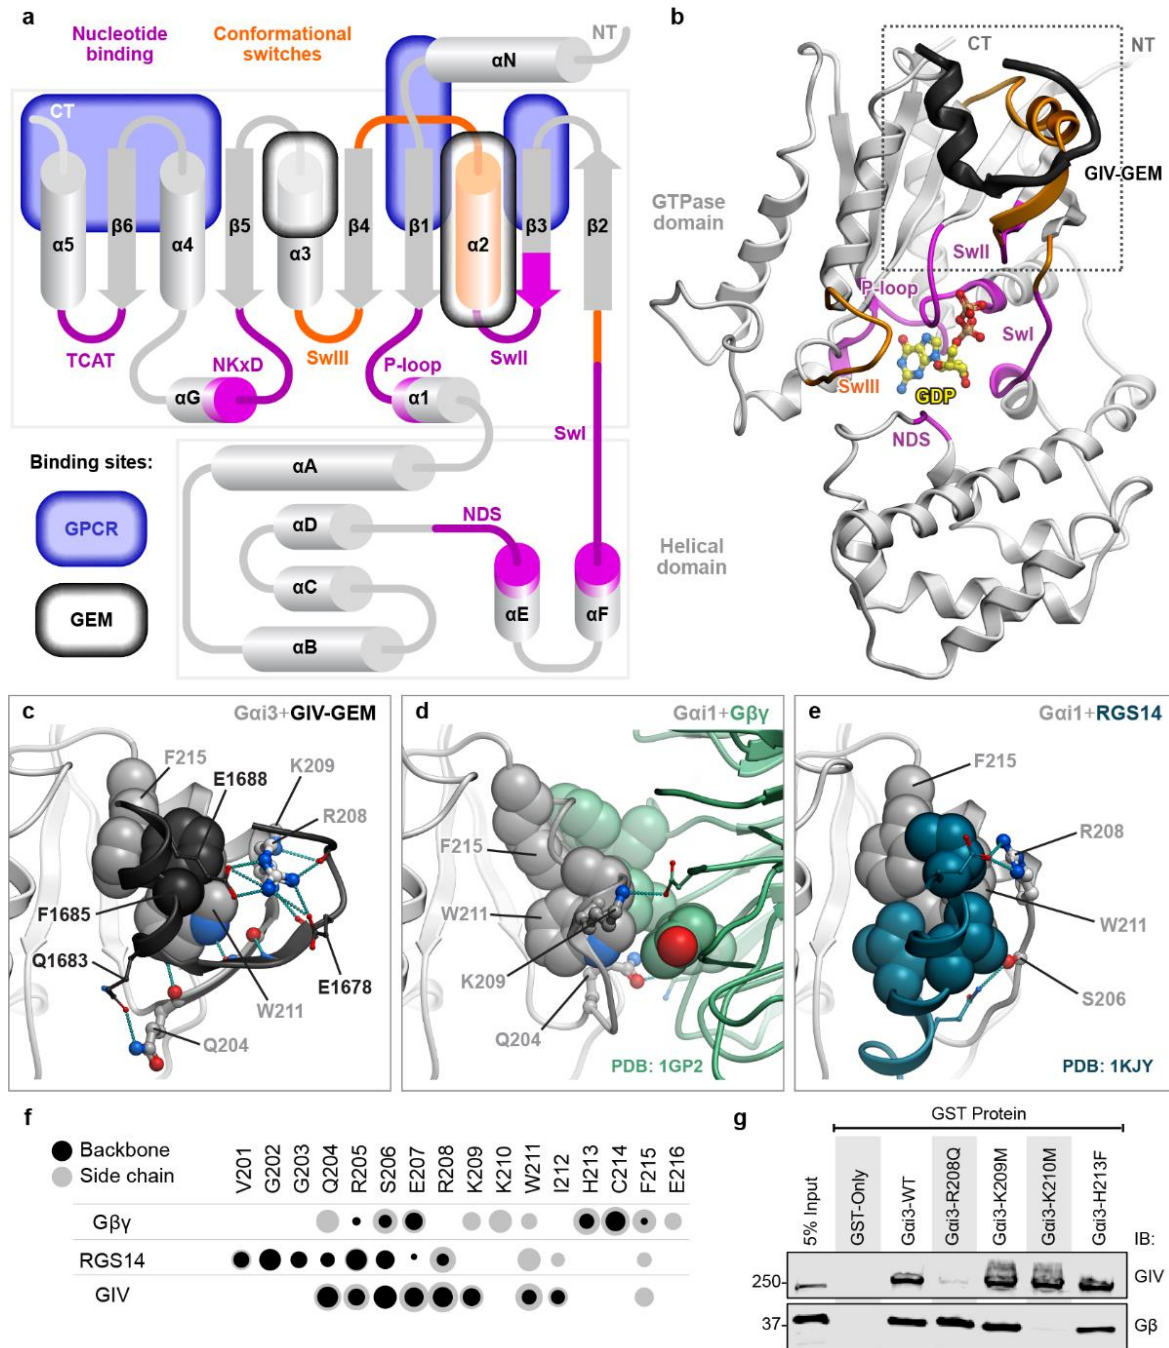 a
Nucleotide
binding
Conformational
switches
NT
αN
CT
α5
β6
α4
β5
α3
β4
β1
α2
β3
β2
TCAT
NKxD
SwIII
P-loop
SwII
αG
α1
SwI
Binding sites:
GPCR
GEM
αA
αD
NDS
αC
αE
αF
αB
Helical
domain
b
CT
NT
GIV-GEM
GTPase
domain
SwII
P-loop
SwI
SwIII
GDP
NDS
c
Gαi3+GIV-GEM
F215
E1688
K209
R208
F1685
Q1683
W211
E1678
Q204
d
Gαi1+Gβγ
F215
W211
K209
Q204
PDB: 1GP2
e
Gαi1+RGS14
F215
R208
W211
S206
PDB: 1KJY
f
Backbone
Side chain
V201 G202 G203 Q204 R205 S206 E207 R208 K209 K210 W211 I212 H213 C214 F215 E216
Gβγ
RGS14
GIV
g
GST Protein
5% Input GST-Only Gαi3-WT Gαi3-R208Q Gαi3-K209M Gαi3-K210M Gαi3-H213F IB:
250 GIV
37 Gβ